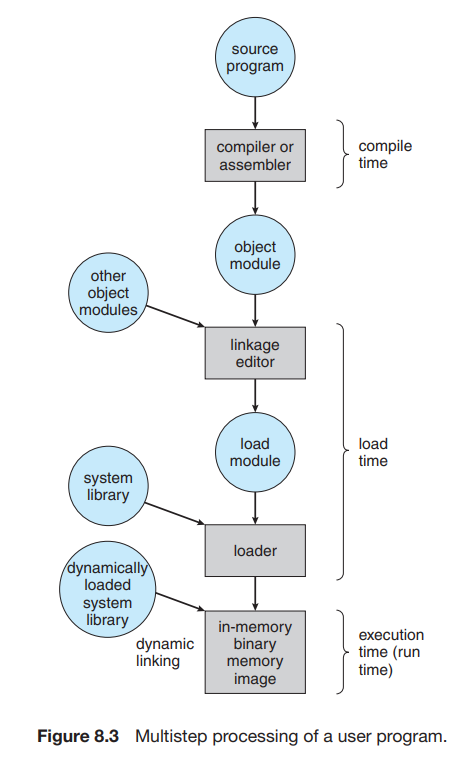 source
program
compiler or
assembler
compile
time
object
module
other
object
modules
linkage
editor
load
module
load
time
system
library
loader
dynamically
loaded
system
library
dynamic
linking
in-memory
binary
memory
image
execution
time (run
time)
Figure 8.3 Multistep processing of a user program.